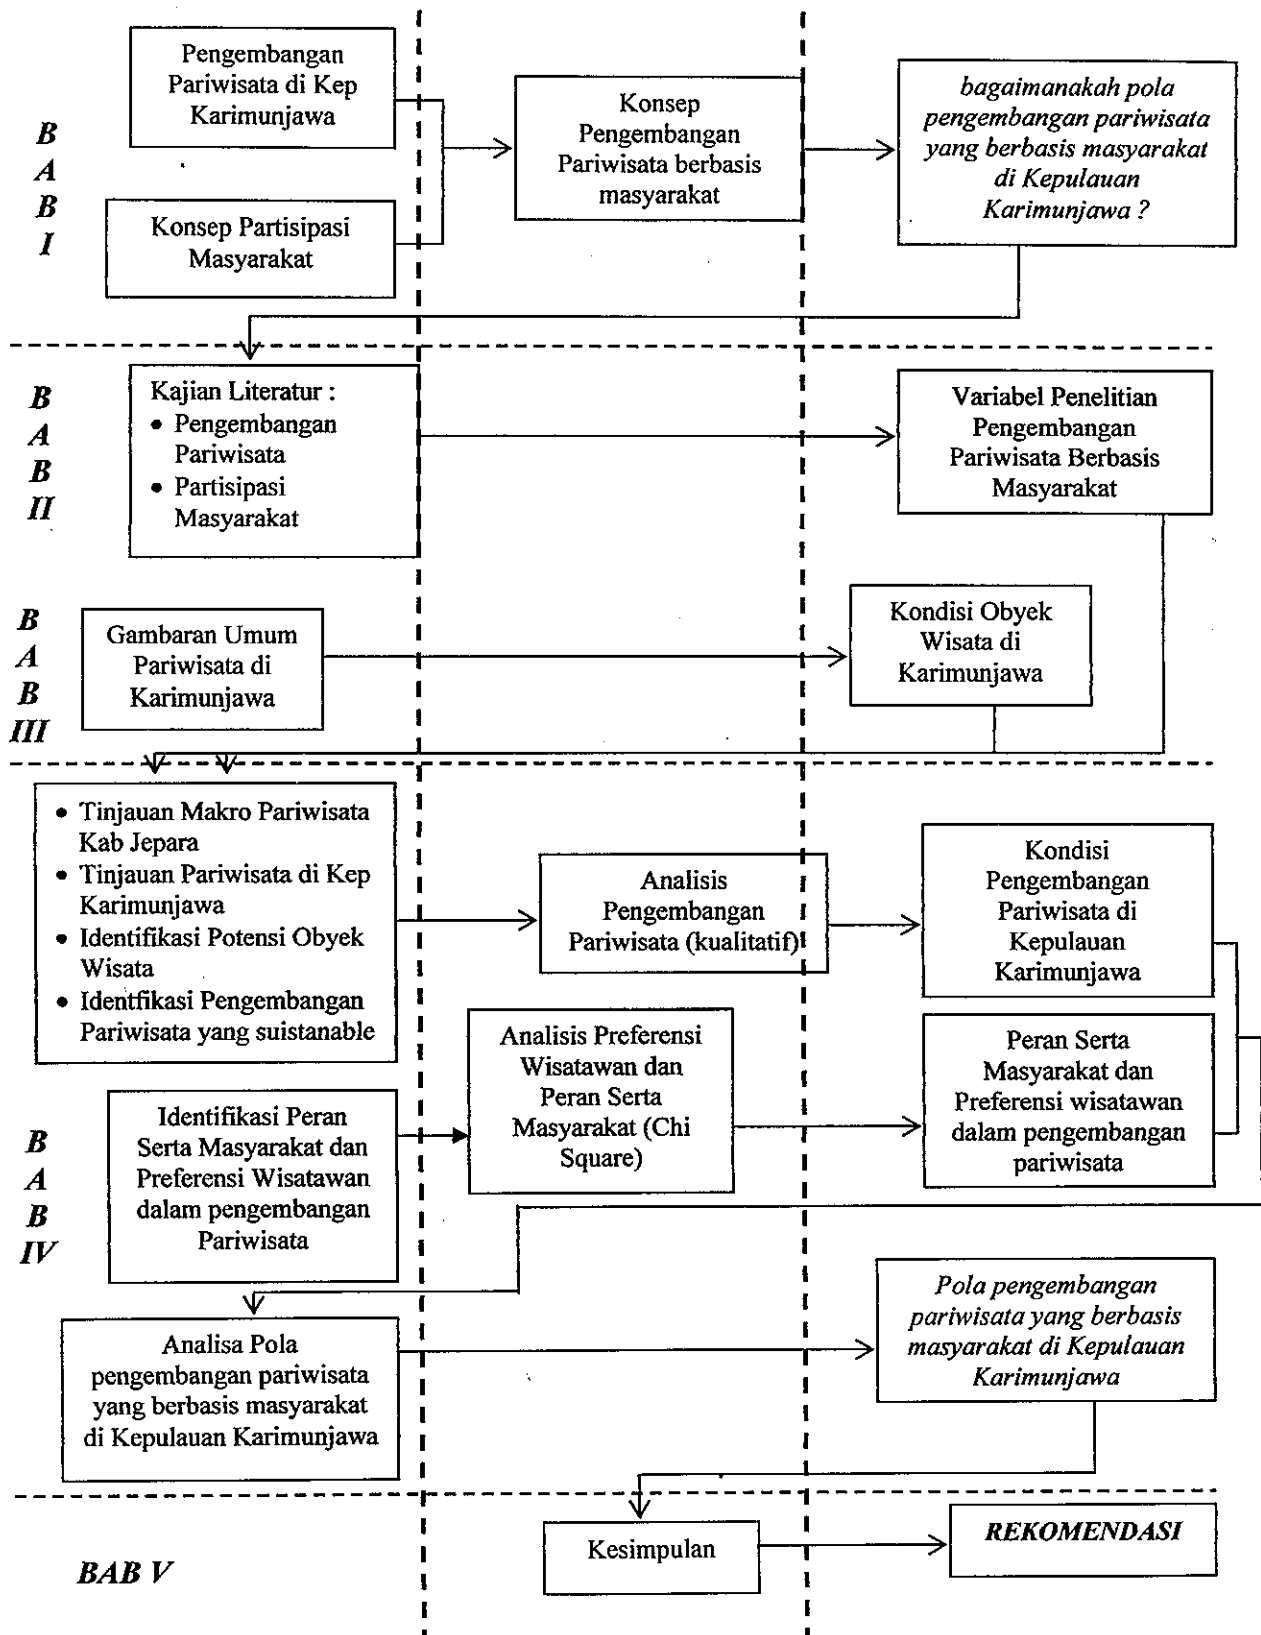 B
A
B
I
Pengembangan
Pariwisata di Kep
Karimunjawa
Konsep Partisipasi
Masyarakat
Konsep
Pengembangan
Pariwisata berbasis
masyarakat
bagaimanakah pola
pengembangan pariwisata
yang berbasis masyarakat
di Kepulauan
Karimunjawa ?
B
A
B
II
Kajian Literatur :
• Pengembangan
Pariwisata
• Partisipasi
Masyarakat
Variabel Penelitian
Pengembangan
Pariwisata Berbasis
Masyarakat
B
A
B
III
Gambaran Umum
Pariwisata di
Karimunjawa
Kondisi Obyek
Wisata di
Karimunjawa
• Tinjauan Makro Pariwisata
Kab Jepara
• Tinjauan Pariwisata di Kep
Karimunjawa
• Identifikasi Potensi Obyek
Wisata
• Identfikasi Pengembangan
Pariwisata yang suistanable
Analisis
Pengembangan
Pariwisata (kualitatif)
Kondisi
Pengembangan
Pariwisata di
Kepulauan
Karimunjawa
B
A
B
IV
Identifikasi Peran
Serta Masyarakat dan
Preferensi Wisatawan
dalam pengembangan
Pariwisata
Analisis Preferensi
Wisatawan dan
Peran Serta
Masyarakat (Chi
Square)
Peran Serta
Masyarakat dan
Preferensi wisatawan
dalam pengembangan
pariwisata
Analisa Pola
pengembangan pariwisata
yang berbasis masyarakat
di Kepulauan Karimunjawa
Pola pengembangan
pariwisata yang berbasis
masyarakat di Kepulauan
Karimunjawa
BAB V
Kesimpulan
REKOMENDASI